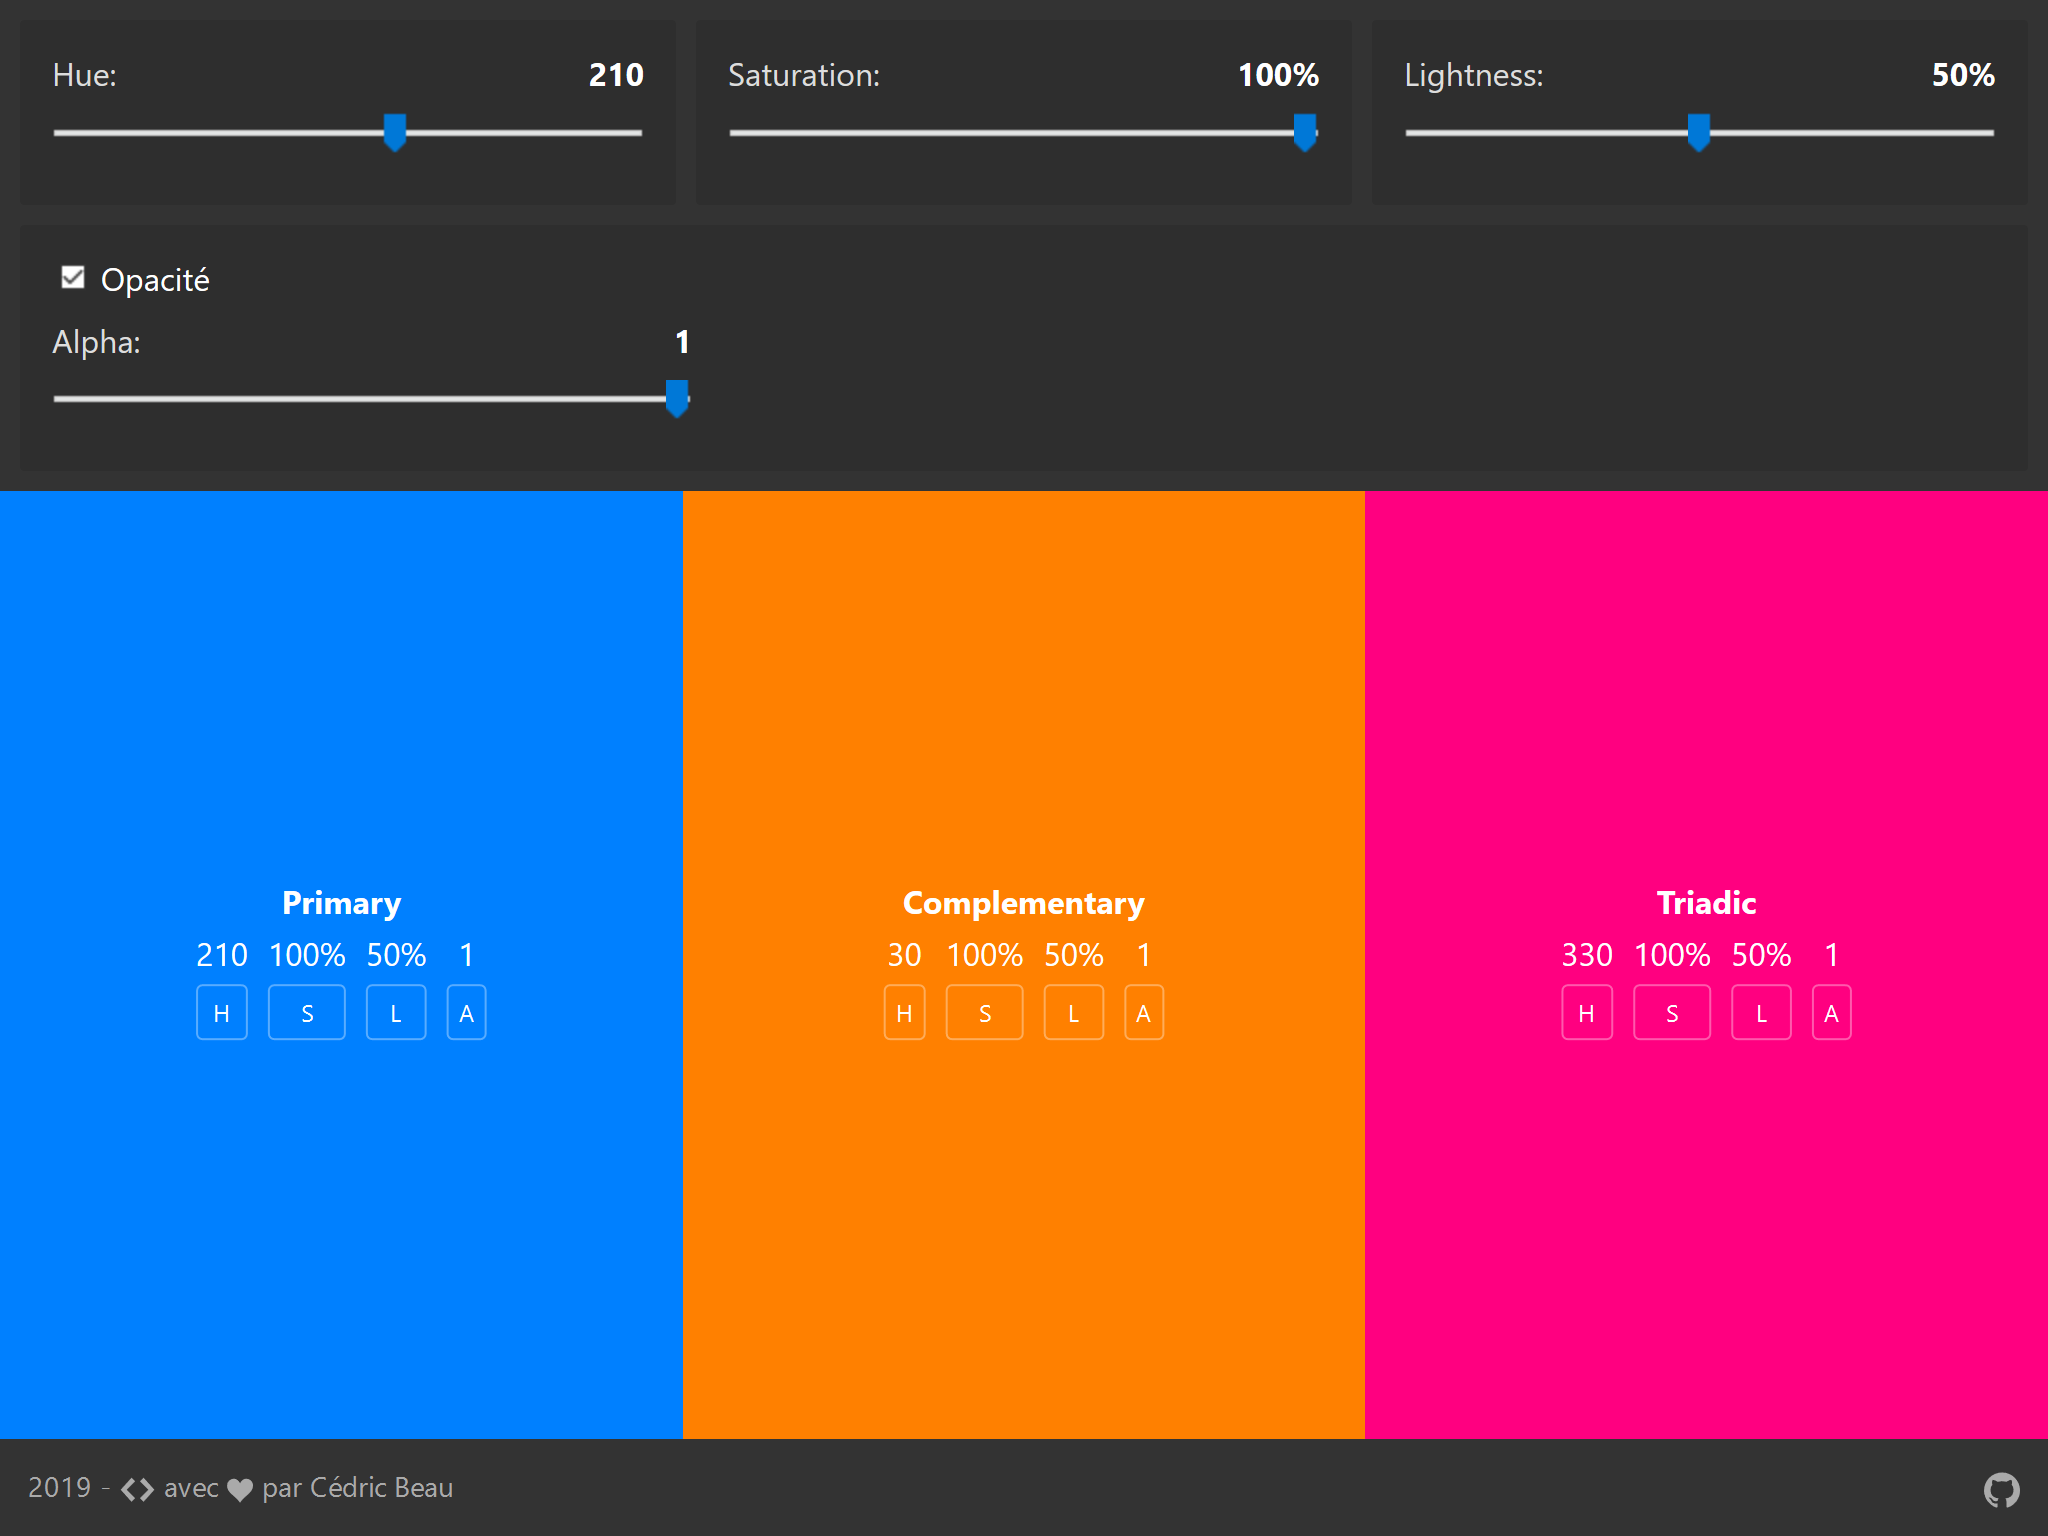 Hue: 210
Saturation: 100%
Lightness: 50%
Opacité
Alpha: 1
Primary
210 100% 50% 1
H S L A
Complementary
30 100% 50% 1
H S L A
Triadic
330 100% 50% 1
H S L A
2019 - <> avec ♥ par Cédric Beau